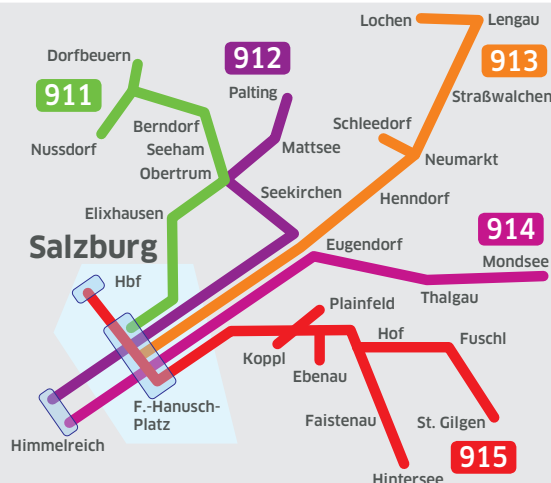 Lochen
Lengau
Dorfbeuern
912
913
911
Palting
Straßwalchen
Berndorf
Schleedorf
Nussdorf
Seeham
Mattsee
Neumarkt
Obertrum
Seekirchen
Henndorf
Elixhausen
914
Salzburg
Eugendorf
Mondsee
Hbf
Thalgau
Plainfeld
Hof
Fuschl
Koppl
Ebenau
F.-Hanusch-
Platz
Faistenau
St. Gilgen
Himmelreich
915
Hintersee